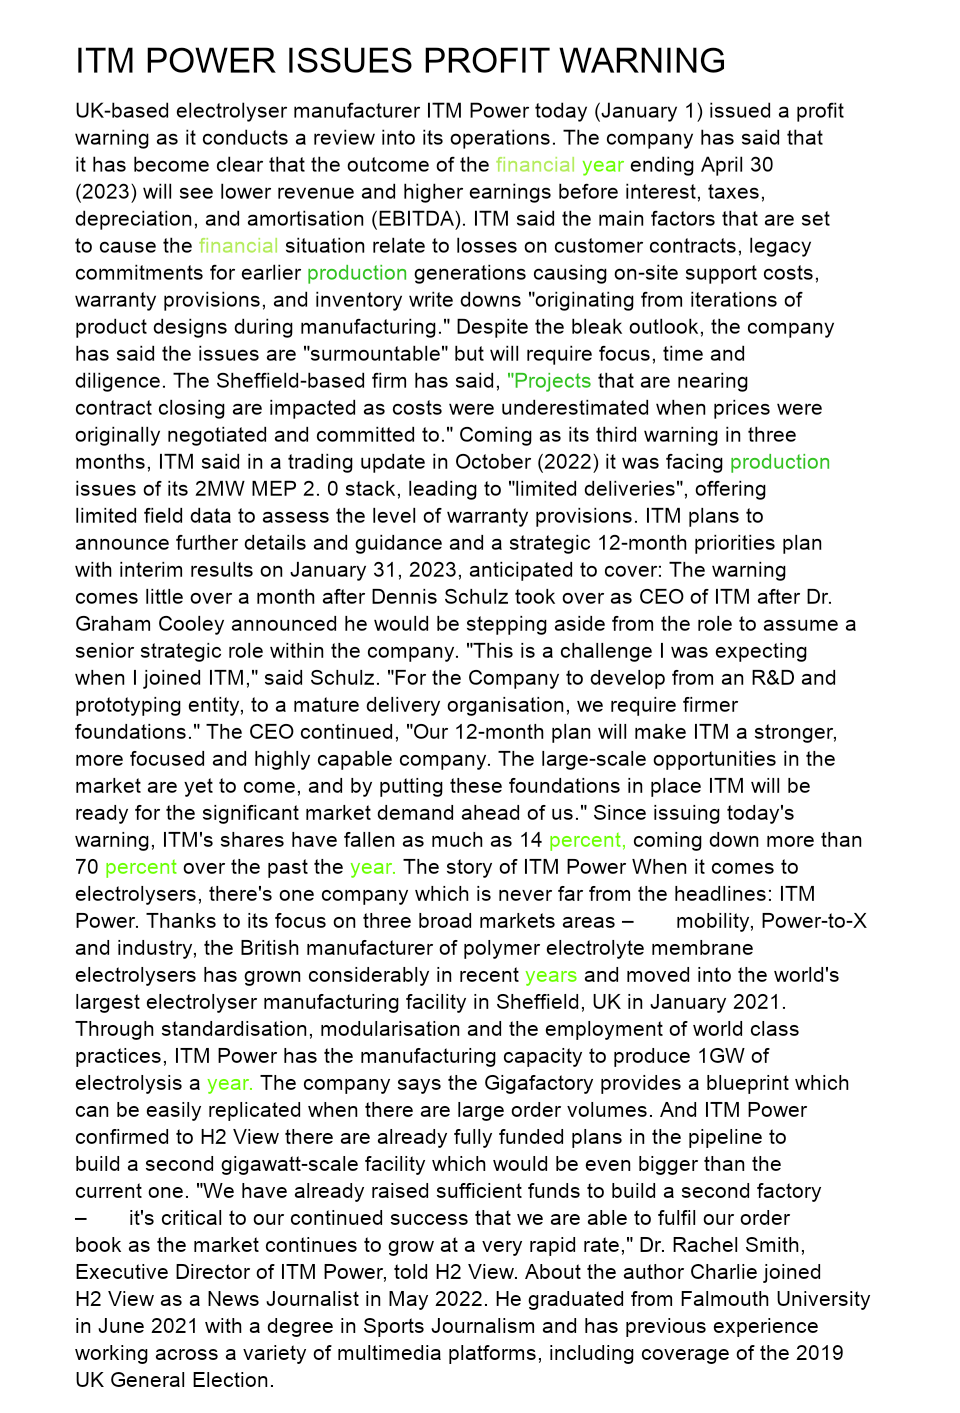 ITM POWER ISSUES PROFIT WARNING
UK-based electrolyser manufacturer ITM Power today (January 1) issued a profit
warning as it conducts a review into its operations. The company has said that
it has become clear that the outcome of the financial year ending April 30
(2023) will see lower revenue and higher earnings before interest, taxes,
depreciation, and amortisation (EBITDA). ITM said the main factors that are set
to cause the financial situation relate to losses on customer contracts, legacy
commitments for earlier production generations causing on-site support costs,
warranty provisions, and inventory write downs "originating from iterations of
product designs during manufacturing." Despite the bleak outlook, the company
has said the issues are "surmountable" but will require focus, time and
diligence. The Sheffield-based firm has said, "Projects that are nearing
contract closing are impacted as costs were underestimated when prices were
originally negotiated and committed to." Coming as its third warning in three
months, ITM said in a trading update in October (2022) it was facing production
issues of its 2MW MEP 2. 0 stack, leading to "limited deliveries", offering
limited field data to assess the level of warranty provisions. ITM plans to
announce further details and guidance and a strategic 12-month priorities plan
with interim results on January 31, 2023, anticipated to cover: The warning
comes little over a month after Dennis Schulz took over as CEO of ITM after Dr.
Graham Cooley announced he would be stepping aside from the role to assume a
senior strategic role within the company. "This is a challenge I was expecting
when I joined ITM," said Schulz. "For the Company to develop from an R&D and
prototyping entity, to a mature delivery organisation, we require firmer
foundations." The CEO continued, "Our 12-month plan will make ITM a stronger,
more focused and highly capable company. The large-scale opportunities in the
market are yet to come, and by putting these foundations in place ITM will be
ready for the significant market demand ahead of us." Since issuing today's
warning, ITM's shares have fallen as much as 14 percent, coming down more than
70 percent over the past the year. The story of ITM Power When it comes to
electrolysers, there's one company which is never far from the headlines: ITM
Power. Thanks to its focus on three broad markets areas – mobility, Power-to-X
and industry, the British manufacturer of polymer electrolyte membrane
electrolysers has grown considerably in recent years and moved into the world's
largest electrolyser manufacturing facility in Sheffield, UK in January 2021.
Through standardisation, modularisation and the employment of world class
practices, ITM Power has the manufacturing capacity to produce 1GW of
electrolysis a year. The company says the Gigafactory provides a blueprint which
can be easily replicated when there are large order volumes. And ITM Power
confirmed to H2 View there are already fully funded plans in the pipeline to
build a second gigawatt-scale facility which would be even bigger than the
current one. "We have already raised sufficient funds to build a second factory
– it's critical to our continued success that we are able to fulfil our order
book as the market continues to grow at a very rapid rate," Dr. Rachel Smith,
Executive Director of ITM Power, told H2 View. About the author Charlie joined
H2 View as a News Journalist in May 2022. He graduated from Falmouth University
in June 2021 with a degree in Sports Journalism and has previous experience
working across a variety of multimedia platforms, including coverage of the 2019
UK General Election.